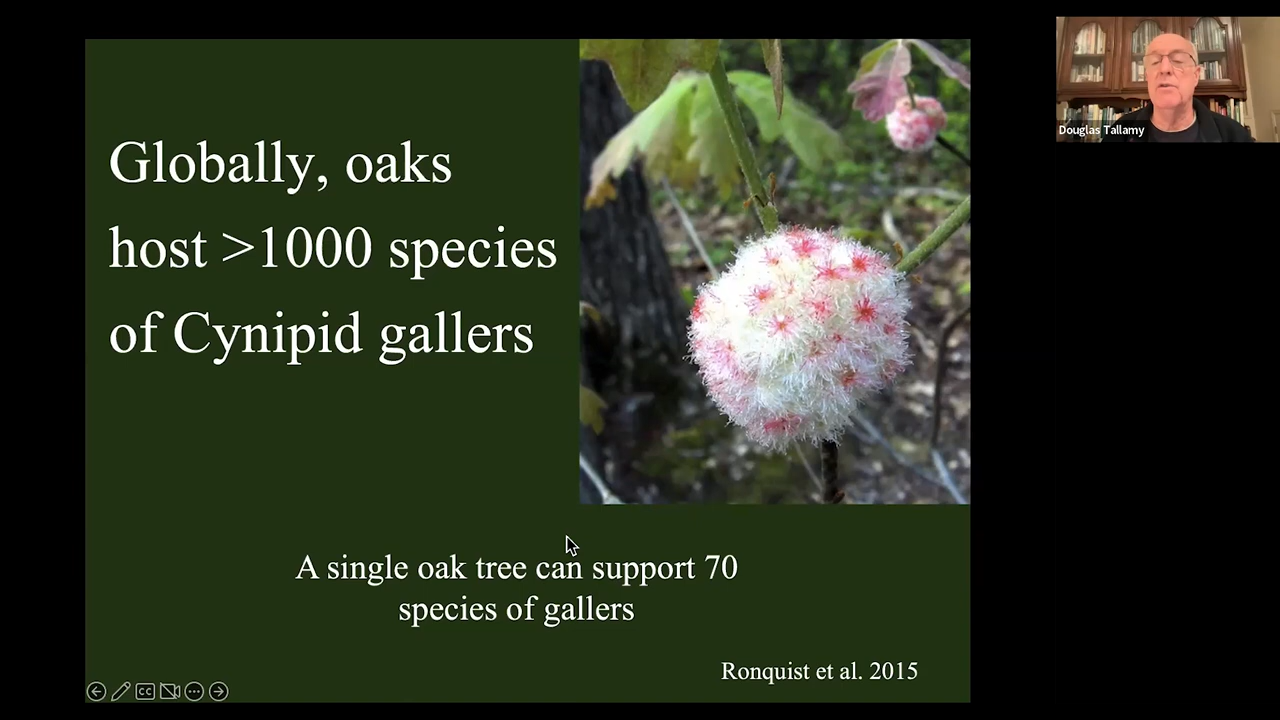 Globally, oaks
host >1000 species
of Cynipid gallers
A single oak tree can support 70
species of gallers
Ronquist et al. 2015
CC
Douglas Tallamy